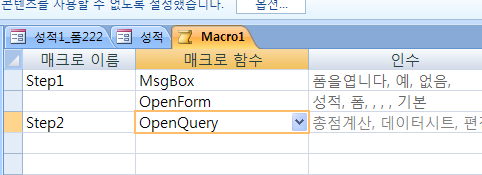 콘텐츠를 사용할 수 없도록 설정했습니다. 옵션...
성적1_폼222 성적 Macro1
매크로 이름 매크로 함수 인수
Step1 MsgBox 폼을엽니다, 예, 없음,
OpenForm 성적, 폼, , , , 기본
Step2 OpenQuery 총점계산, 데이터시트, 편